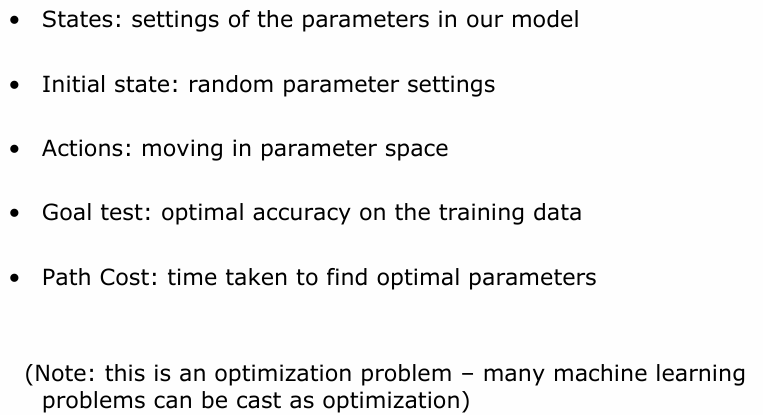 • States: settings of the parameters in our model
• Initial state: random parameter settings
• Actions: moving in parameter space
• Goal test: optimal accuracy on the training data
• Path Cost: time taken to find optimal parameters
(Note: this is an optimization problem – many machine learning
problems can be cast as optimization)